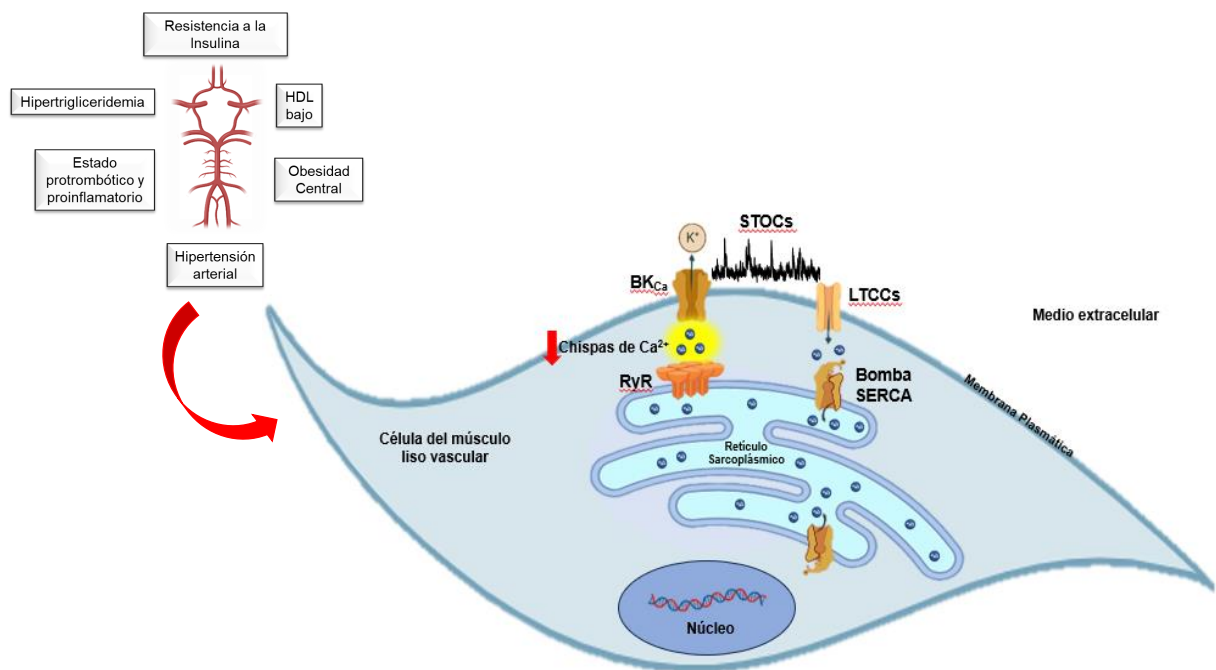 Resistencia a la
Insulina
Hipertrigliceridemia
HDL
bajo
Estado
protrombótico y
proinflamatorio
Obesidad
Central
Hipertensión
arterial
STOCs
K⁺
BKCa
LTCCs
Medio extracelular
Chispas de Ca²⁺
RyR
Bomba
SERCA
Membrana Plasmática
Célula del músculo
liso vascular
Retículo
Sarcoplásmico
Núcleo